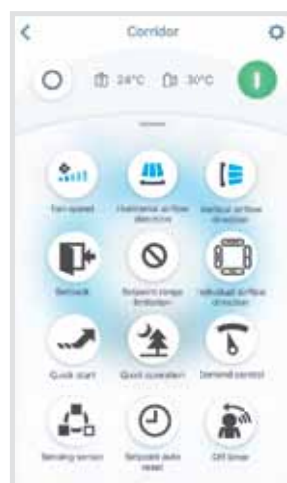 Corridor
24°C 30°C
Fan speed
Horizontal airflow
direction
Vertical airflow
direction
Setback
Setpoint range
limitation
Individual airflow
direction
Quick start
Quiet operation
Demand control
Sensing sensor
Setpoint auto
reset
Off timer